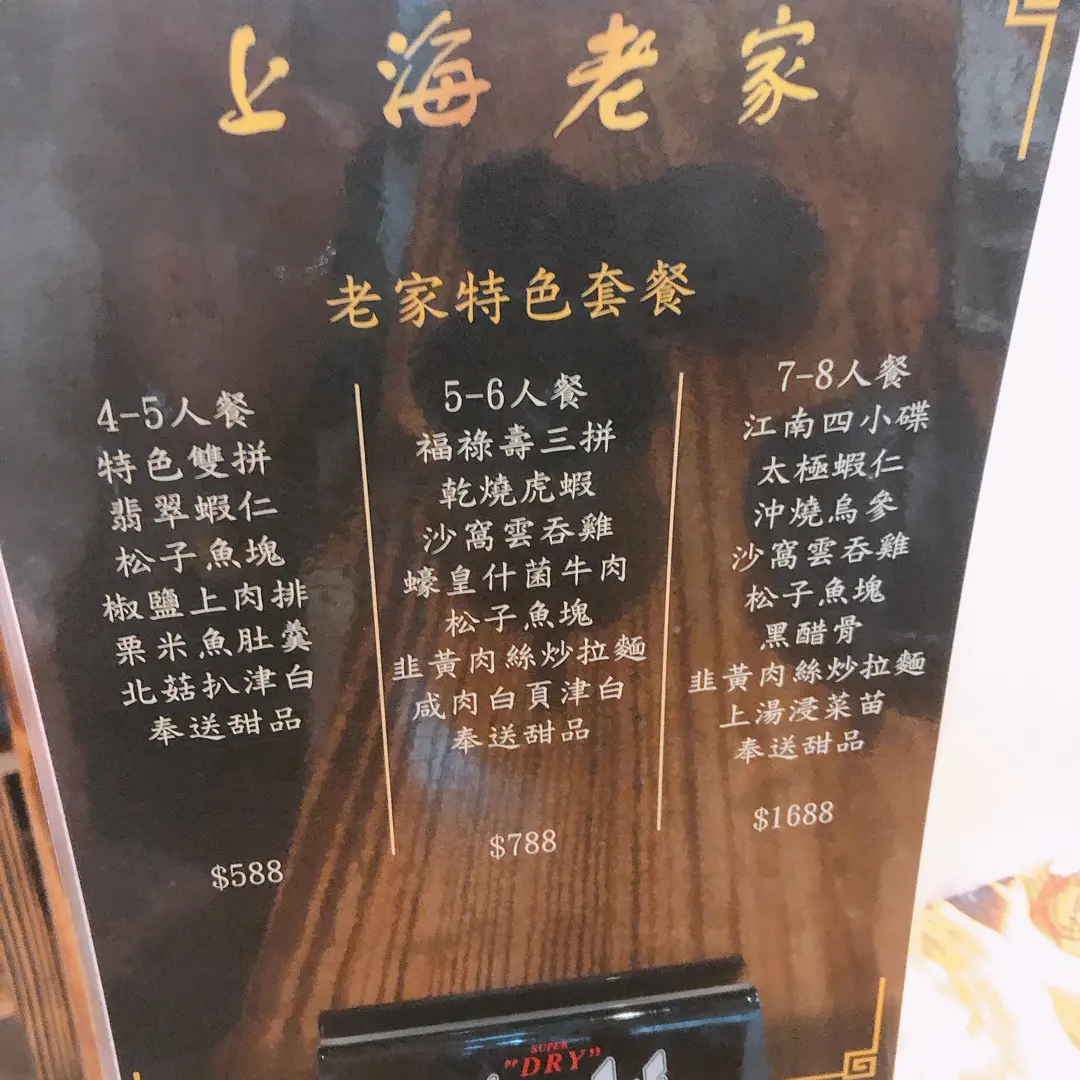 上海老家
老家特色套餐
4-5人餐
特色雙拼
翡翠蝦仁
松子魚塊
椒鹽上肉排
栗米魚肚羹
北菇扒津白
奉送甜品
$588
5-6人餐
福祿壽三拼
乾燒虎蝦
沙窩雲吞雞
蠔皇什菌牛肉
松子魚塊
韭黃肉絲炒拉麵
咸肉白頁津白
奉送甜品
$788
7-8人餐
江南四小碟
太極蝦仁
沖燒烏參
沙窩雲吞雞
松子魚塊
黑醋骨
韭黃肉絲炒拉麵
上湯浸菜苗
奉送甜品
$1688
SUPER
"DRY"